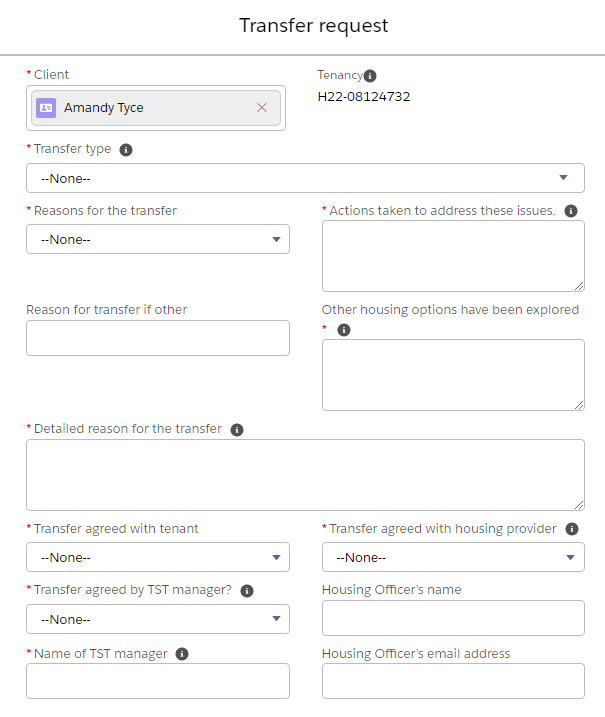 Transfer request
* Client
Tenancy
Amandy Tyce
H22-08124732
* Transfer type
--None--
* Reasons for the transfer
* Actions taken to address these issues.
--None--
Reason for transfer if other
Other housing options have been explored
*
* Detailed reason for the transfer
* Transfer agreed with tenant
* Transfer agreed with housing provider
--None--
--None--
* Transfer agreed by TST manager?
Housing Officer's name
--None--
* Name of TST manager
Housing Officer's email address